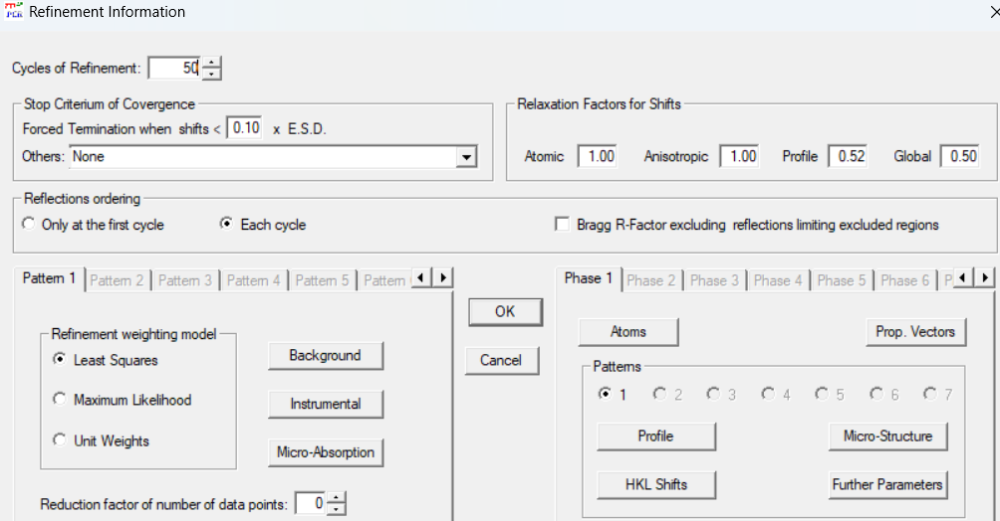 Refinement Information
Cycles of Refinement: 50
Stop Criterium of Covergence
Forced Termination when shifts < 0.10 x E.S.D.
Others: None
Relaxation Factors for Shifts
Atomic 1.00 Anisotropic 1.00 Profile 0.52 Global 0.50
Reflections ordering
Only at the first cycle Each cycle Bragg R-Factor excluding reflections limiting excluded regions
Pattern 1 Pattern 2 Pattern 3 Pattern 4 Pattern 5 Pattern
Refinement weighting model
Least Squares
Maximum Likelihood
Unit Weights
Background
Instrumental
Micro-Absorption
Reduction factor of number of data points: 0
OK
Cancel
Phase 1 Phase 2 Phase 3 Phase 4 Phase 5 Phase 6 P
Atoms Prop. Vectors
Patterns
1 2 3 4 5 6 7
Profile Micro-Structure
HKL Shifts Further Parameters